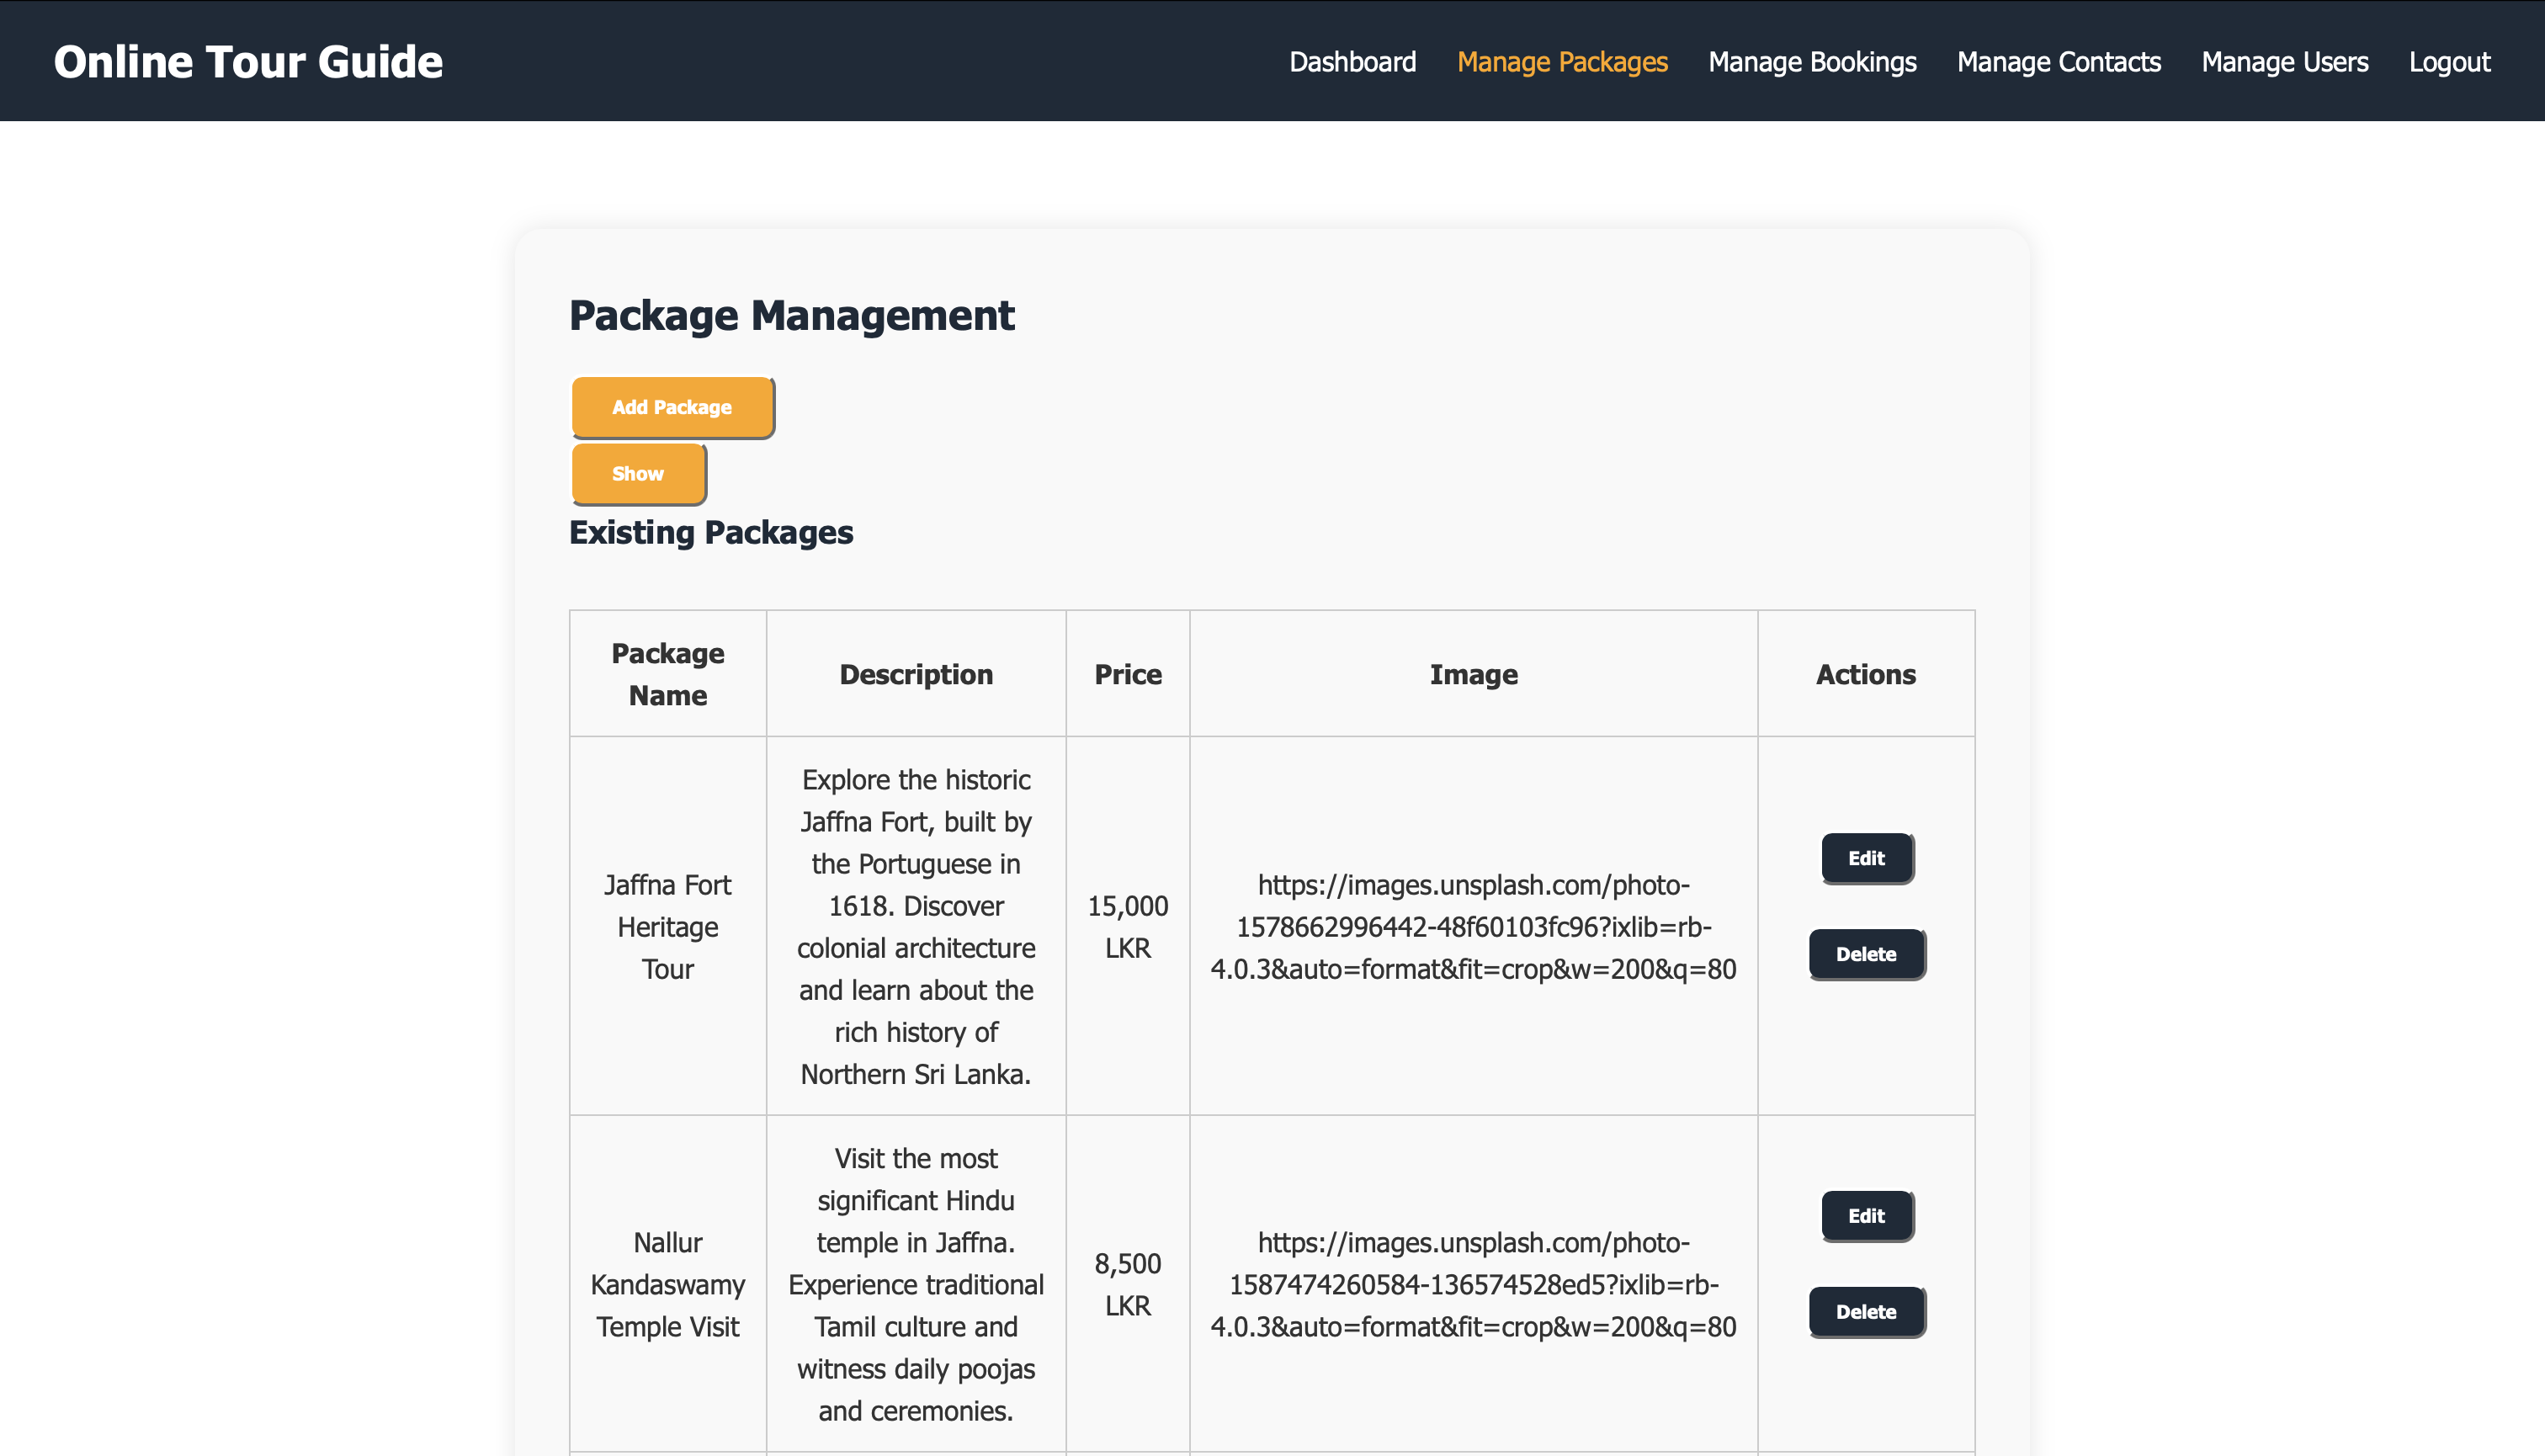 Online Tour Guide
Dashboard Manage Packages Manage Bookings Manage Contacts Manage Users Logout
Package Management
Add Package
Show
Existing Packages
Package
Name
Description
Price
Image
Actions
Jaffna Fort
Heritage
Tour
Explore the historic
Jaffna Fort, built by
the Portuguese in
1618. Discover
colonial architecture
and learn about the
rich history of
Northern Sri Lanka.
15,000
LKR
https://images.unsplash.com/photo-
1578662996442-48f60103fc96?ixlib=rb-
4.0.3&auto=format&fit=crop&w=200&q=80
Edit
Delete
Nallur
Kandaswamy
Temple Visit
Visit the most
significant Hindu
temple in Jaffna.
Experience traditional
Tamil culture and
witness daily poojas
and ceremonies.
8,500
LKR
https://images.unsplash.com/photo-
1587474260584-136574528ed5?ixlib=rb-
4.0.3&auto=format&fit=crop&w=200&q=80
Edit
Delete